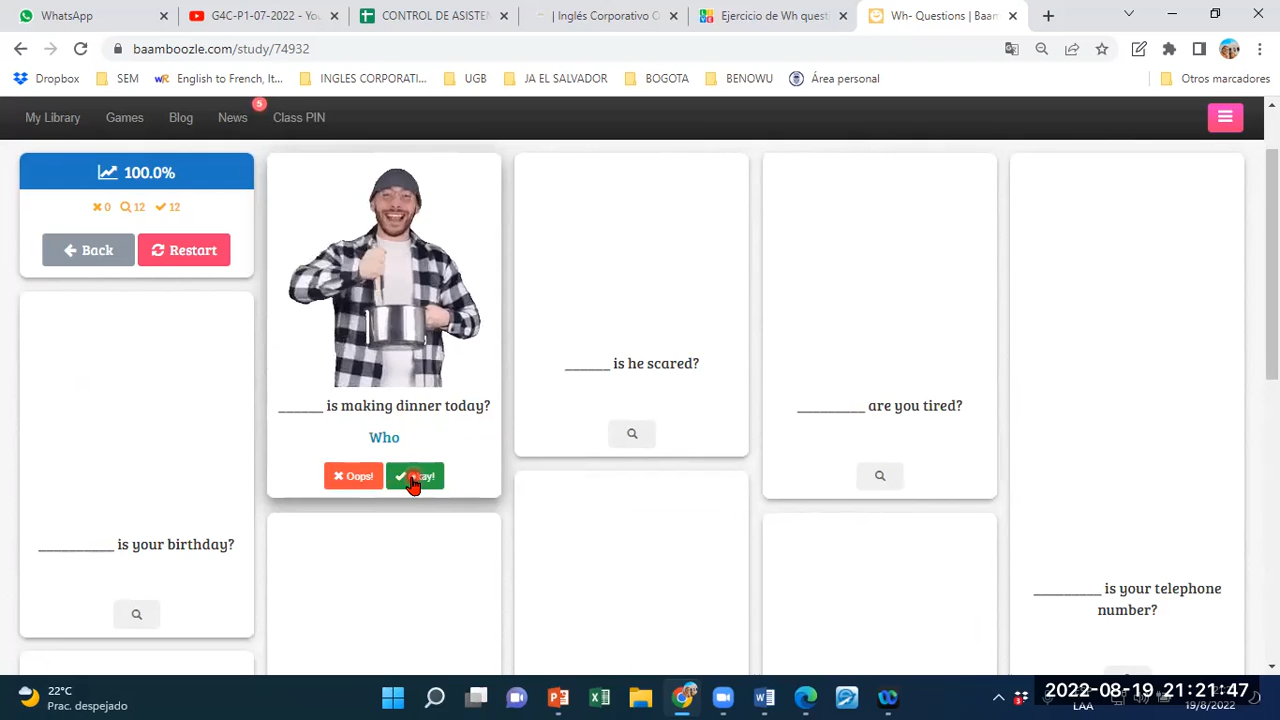 WhatsApp
G4C-P1-07-2022 - You
CONTROL DE ASISTEN
Inglés Corporativo O
Ejercicio de Wh quest
Wh- Questions | Baam
baamboozle.com/study/74932
Dropbox
SEM
English to French, It...
INGLES CORPORATI...
UGB
JA EL SALVADOR
BOGOTA
BENOWU
Área personal
Otros marcadores
My Library
Games
Blog
News
5
Class PIN
100.0%
0 12 12
Back
Restart
______ is making dinner today?
Who
Oops!
______ is he scared?
_________ are you tired?
__________ is your birthday?
_________ is your telephone
number?
22°C
Prac. despejado
LAA
2022-08-19 21:21:47
19/8/2022